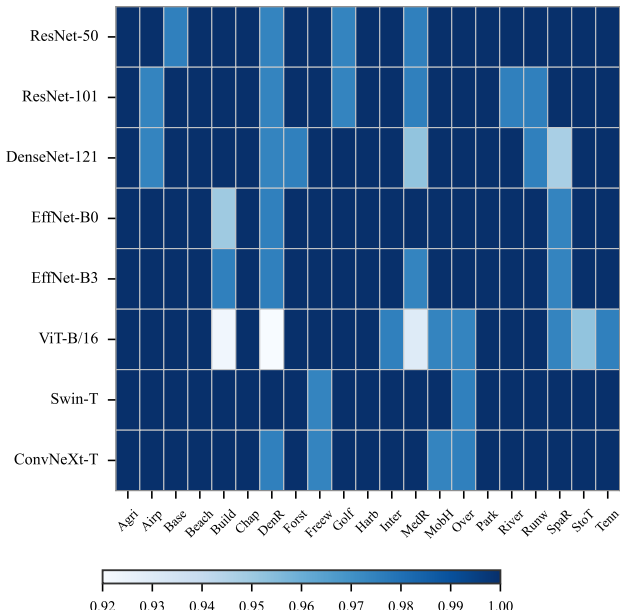 ResNet-50
ResNet-101
DenseNet-121
EffNet-B0
EffNet-B3
ViT-B/16
Swin-T
ConvNeXt-T
Agri Airp Base Beach Build Chap DenR Forst Freew Golf Harb Inter MedR MobH Over Park River Runw SpaR StoT Tenn
0.92 0.93 0.94 0.95 0.96 0.97 0.98 0.99 1.00